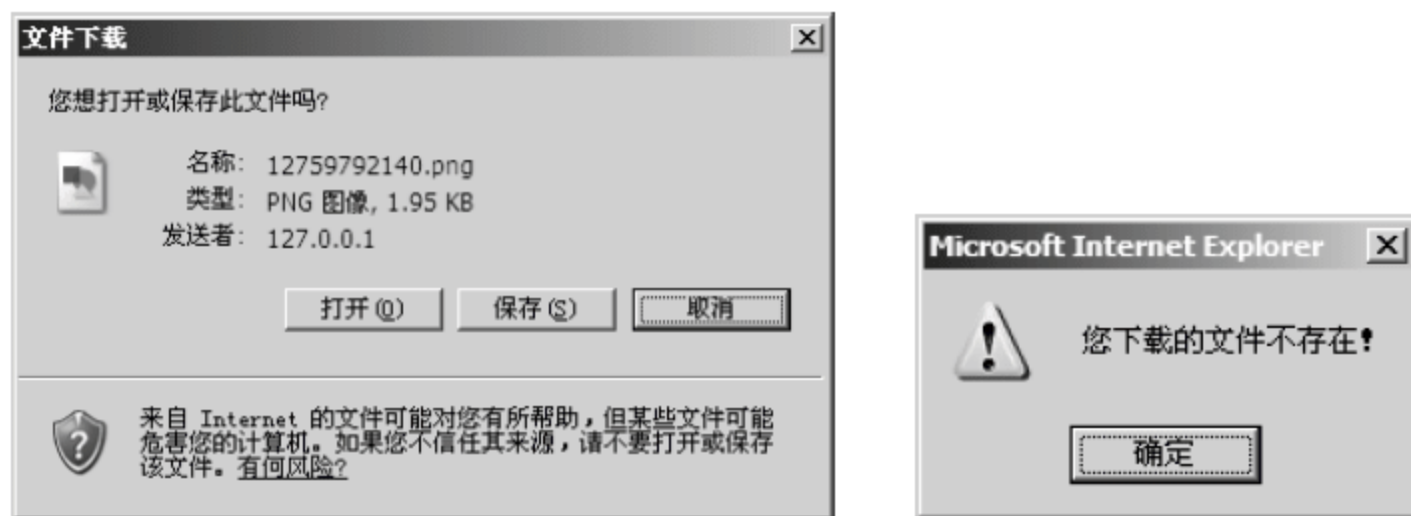 文件下载
您想打开或保存此文件吗?
名称: 12759792140.png
类型: PNG 图像, 1.95 KB
发送者: 127.0.0.1
打开(O) 保存(S) 取消
来自 Internet 的文件可能对您有所帮助，但某些文件可能
危害您的计算机。如果您不信任其来源，请不要打开或保存
该文件。有何风险?
Microsoft Internet Explorer
您下载的文件不存在!
确定